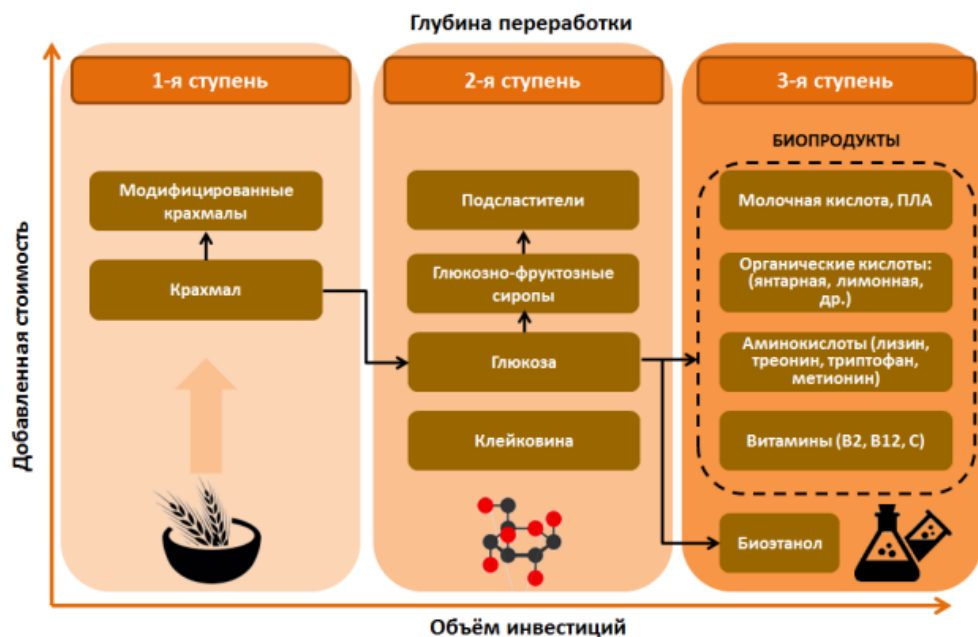 Глубина переработки
1-я ступень
2-я ступень
3-я ступень
Модифицированные
крахмалы
Крахмал
Подсластители
Глюкозно-фруктозные
сиропы
Глюкоза
Клейковина
БИОПРОДУКТЫ
Молочная кислота, ПЛА
Органические кислоты:
(янтарная, лимонная,
др.)
Аминокислоты (лизин,
треонин, триптофан,
метионин)
Витамины (В2, В12, С)
Биоэтанол
Добавленная стоимость
Объём инвестиций